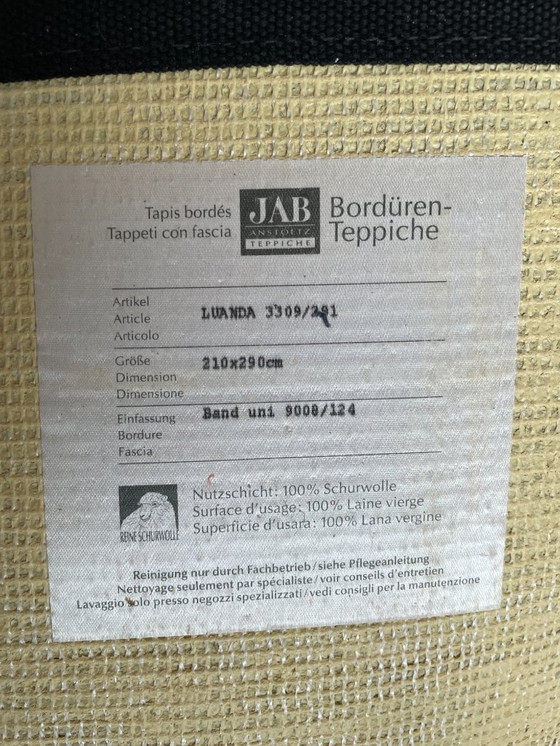 Tapis bordés
Tappeti con fascia
JAB
ANSTOETZ
TEPPICHE
Bordüren-
Teppiche
Artikel
Article
Articolo
LUANDA 3309/291
Größe
Dimension
Dimensione
210x290cm
Einfassung
Bordure
Fascia
Band uni 9008/124
REINE SCHURWOLLE
Nutzschicht: 100% Schurwolle
Surface d'usage: 100% Laine vierge
Superficie d'usara: 100% Lana vergine
Reinigung nur durch Fachbetrieb/siehe Pflegeanleitung
Nettoyage seulement par spécialiste/voir conseils d'entretien
Lavaggio solo presso negozzi spezializzati/vedi consigli per la manutenzione